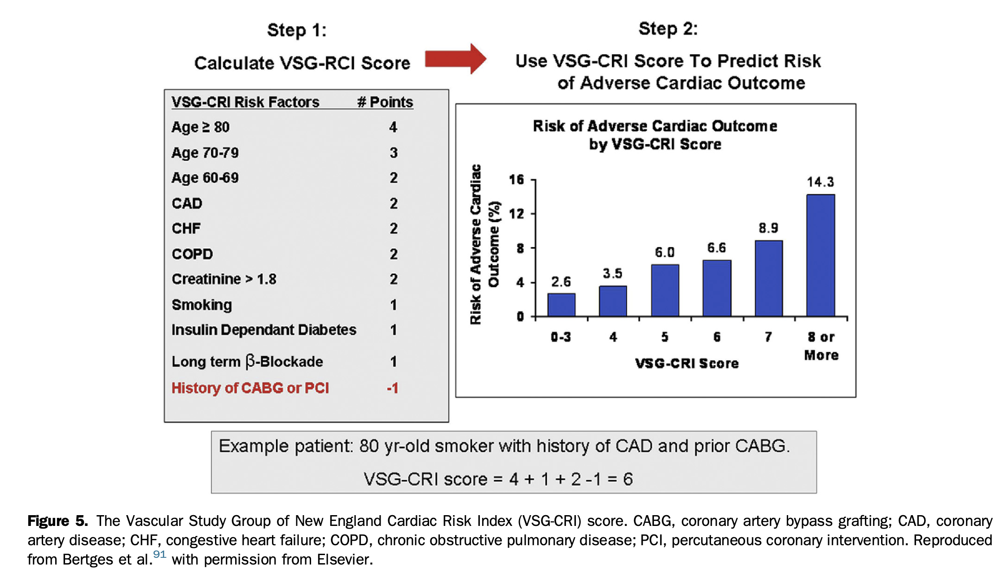 Step 1:
Calculate VSG-RCI Score
Step 2:
Use VSG-CRI Score To Predict Risk
of Adverse Cardiac Outcome
VSG-CRI Risk Factors # Points
Age ≥ 80 4
Age 70-79 3
Age 60-69 2
CAD 2
CHF 2
COPD 2
Creatinine > 1.8 2
Smoking 1
Insulin Dependant Diabetes 1
Long term β-Blockade 1
History of CABG or PCI -1
Risk of Adverse Cardiac Outcome
by VSG-CRI Score
Risk of Adverse Cardiac
Outcome (%)
16
12
8
4
0
2.6
3.5
6.0
6.6
8.9
14.3
0-3 4 5 6 7 8 or
More
VSG-CRI Score
Example patient: 80 yr-old smoker with history of CAD and prior CABG.
VSG-CRI score = 4 + 1 + 2 -1 = 6
Figure 5. The Vascular Study Group of New England Cardiac Risk Index (VSG-CRI) score. CABG, coronary artery bypass grafting; CAD, coronary
artery disease; CHF, congestive heart failure; COPD, chronic obstructive pulmonary disease; PCI, percutaneous coronary intervention. Reproduced
from Bertges et al.91 with permission from Elsevier.